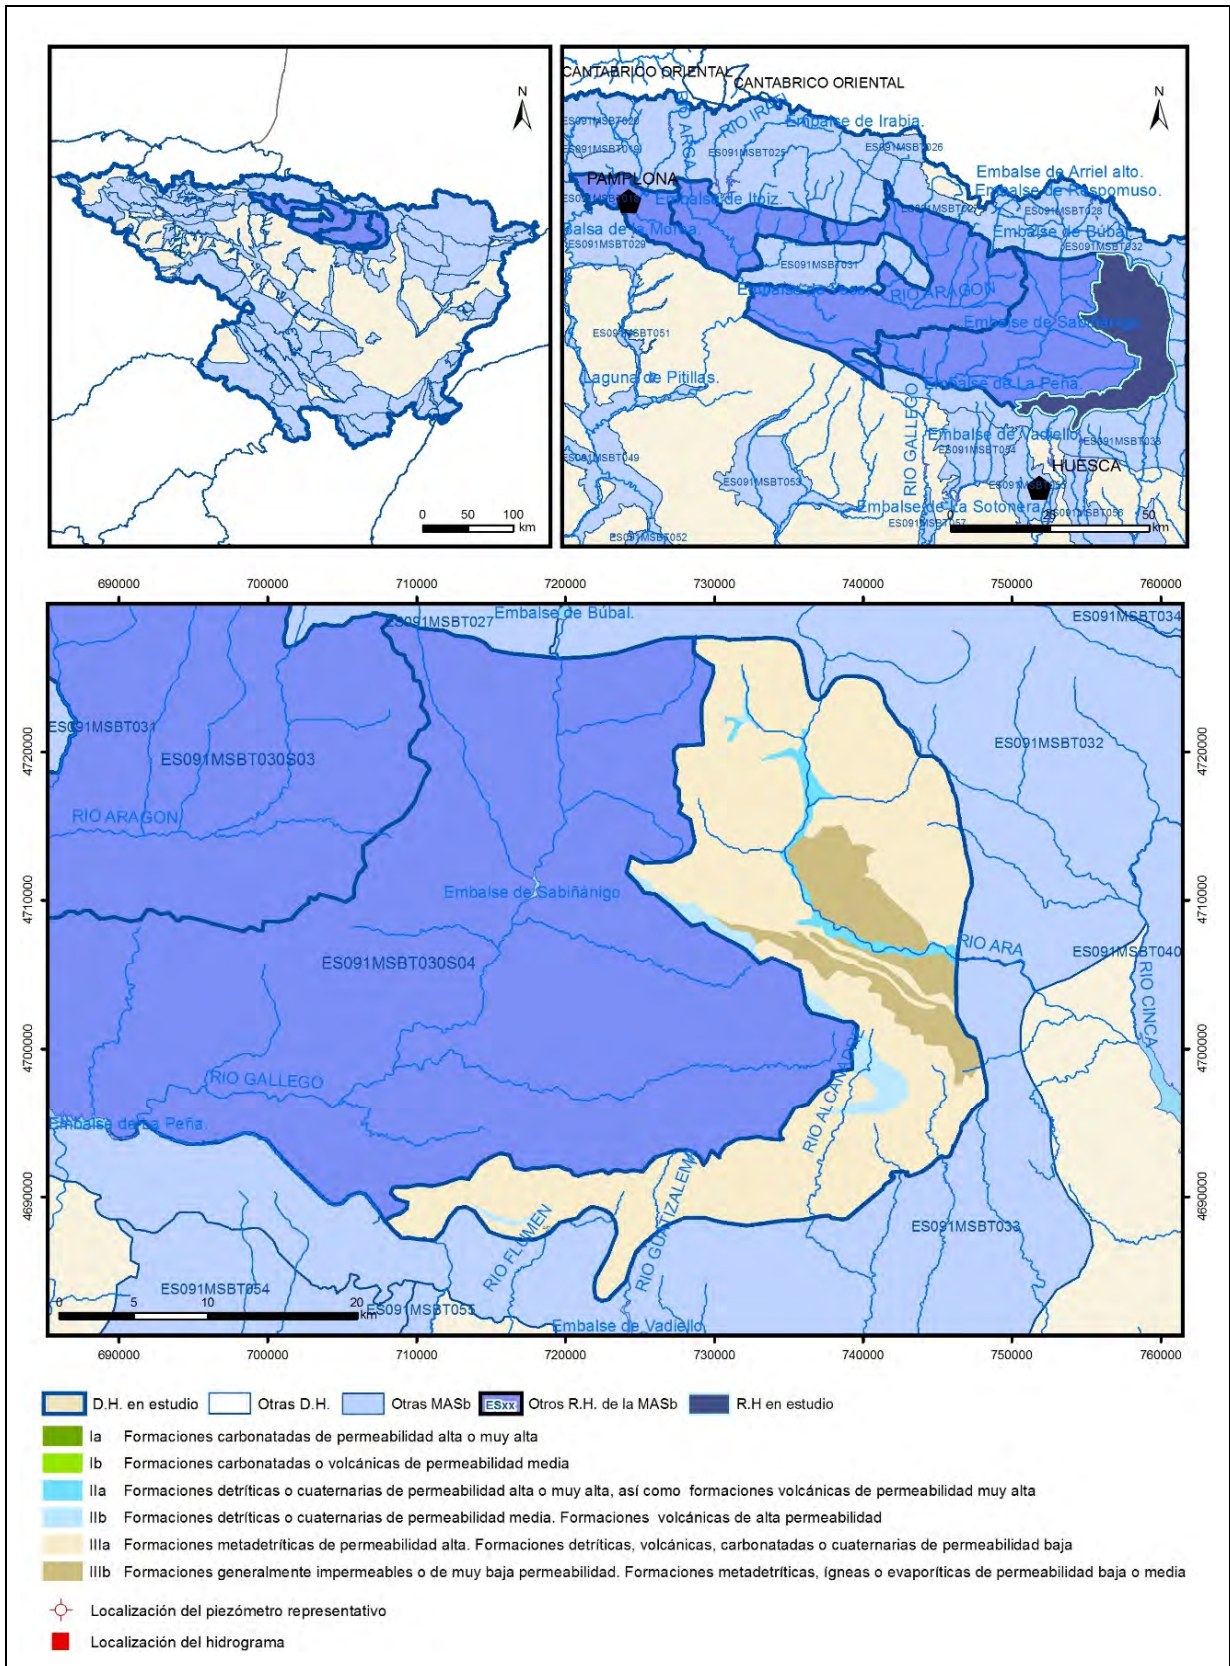 N
0 50 100
km
CANTABRICO ORIENTAL
CANTABRICO ORIENTAL
N
ES091MSBT020
RIO ARGA
RIO IRATI
Embalse de Irabia.
ES091MSBT019
ES091MSBT025
ES091MSBT026
Embalse de Arriel alto.
PAMPLONA
Embalse de Respomuso.
Embalse de Itoiz.
ES091MSBT028
Embalse de Búbal.
ES091MSBT029
ES091MSBT032
ES091MSBT031
RIO ARAGON
ES091MSBT051
Embalse de Sabiñánigo
Laguna de Pitillas.
Embalse de La Peña.
RIO GALLEGO
Embalse de Vadiello.
ES091MSBT033
ES091MSBT049
ES091MSBT054
HUESCA
ES091MSBT053
Embalse de La Sotonera.
ES091MSBT056
ES091MSBT057
ES091MSBT052
0 25 50
km
690000 700000 710000 720000 730000 740000 750000 760000
4720000
4710000
4700000
4690000
4720000
4710000
4700000
4690000
Embalse de Búbal.
ES091MSBT027
ES091MSBT034
ES091MSBT031
ES091MSBT030S03
ES091MSBT032
RIO ARAGON
Embalse de Sabiñánigo
ES091MSBT030S04
RIO ARA
ES091MSBT040
RIO CINCA
RIO GALLEGO
RIO ALCANADRE
Embalse de La Peña.
RIO FLUMEN
RIO GUATIZALEMA
ES091MSBT033
ES091MSBT054
ES091MSBT055
Embalse de Vadiello.
0 5 10 20
km
690000 700000 710000 720000 730000 740000 750000 760000
D.H. en estudio Otras D.H. Otras MASb ESxx Otros R.H. de la MASb R.H en estudio
Ia Formaciones carbonatadas de permeabilidad alta o muy alta
Ib Formaciones carbonatadas o volcánicas de permeabilidad media
IIa Formaciones detríticas o cuaternarias de permeabilidad alta o muy alta, así como formaciones volcánicas de permeabilidad muy alta
IIb Formaciones detríticas o cuaternarias de permeabilidad media. Formaciones volcánicas de alta permeabilidad
IIIa Formaciones metadetríticas de permeabilidad alta. Formaciones detríticas, volcánicas, carbonatadas o cuaternarias de permeabilidad baja
IIIb Formaciones generalmente impermeables o de muy baja permeabilidad. Formaciones metadetríticas, ígneas o evaporíticas de permeabilidad baja o media
Localización del piezómetro representativo
Localización del hidrograma